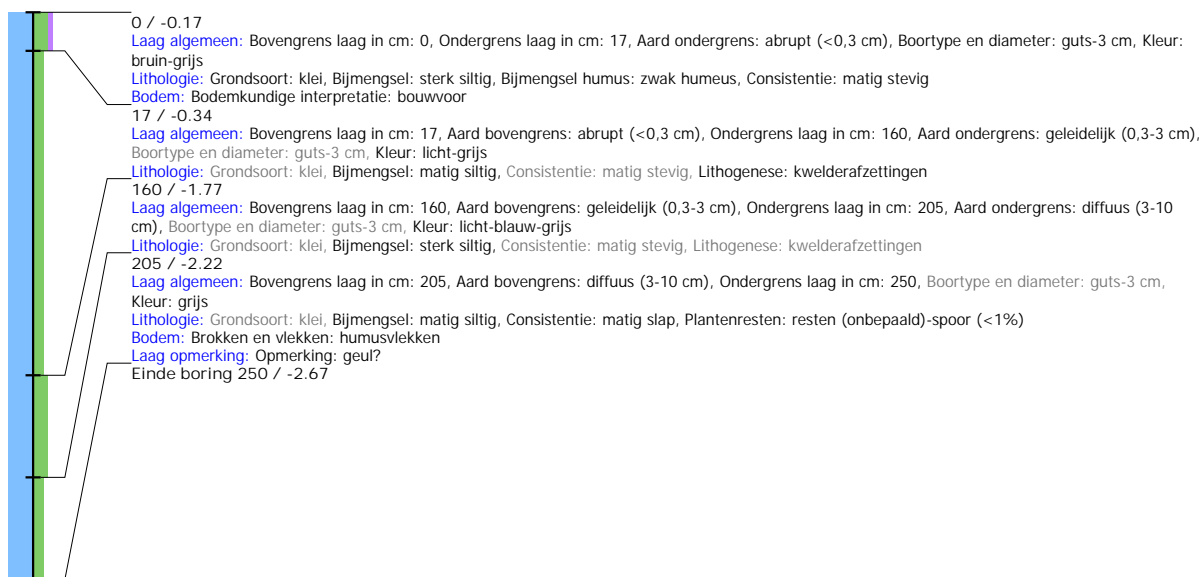 0 / -0.17
Laag algemeen: Bovengrens laag in cm: 0, Ondergrens laag in cm: 17, Aard ondergrens: abrupt (<0,3 cm), Boortype en diameter: guts-3 cm, Kleur:
bruin-grijs
Lithologie: Grondsoort: klei, Bijmengsel: sterk siltig, Bijmengsel humus: zwak humeus, Consistentie: matig stevig
Bodem: Bodemkundige interpretatie: bouwvoor
17 / -0.34
Laag algemeen: Bovengrens laag in cm: 17, Aard bovengrens: abrupt (<0,3 cm), Ondergrens laag in cm: 160, Aard ondergrens: geleidelijk (0,3-3 cm),
Boortype en diameter: guts-3 cm, Kleur: licht-grijs
Lithologie: Grondsoort: klei, Bijmengsel: matig siltig, Consistentie: matig stevig, Lithogenese: kwelderafzettingen
160 / -1.77
Laag algemeen: Bovengrens laag in cm: 160, Aard bovengrens: geleidelijk (0,3-3 cm), Ondergrens laag in cm: 205, Aard ondergrens: diffuus (3-10
cm), Boortype en diameter: guts-3 cm, Kleur: licht-blauw-grijs
Lithologie: Grondsoort: klei, Bijmengsel: sterk siltig, Consistentie: matig stevig, Lithogenese: kwelderafzettingen
205 / -2.22
Laag algemeen: Bovengrens laag in cm: 205, Aard bovengrens: diffuus (3-10 cm), Ondergrens laag in cm: 250, Boortype en diameter: guts-3 cm,
Kleur: grijs
Lithologie: Grondsoort: klei, Bijmengsel: matig siltig, Consistentie: matig slap, Plantenresten: resten (onbepaald)-spoor (<1%)
Bodem: Brokken en vlekken: humusvlekken
Laag opmerking: Opmerking: geul?
Einde boring 250 / -2.67